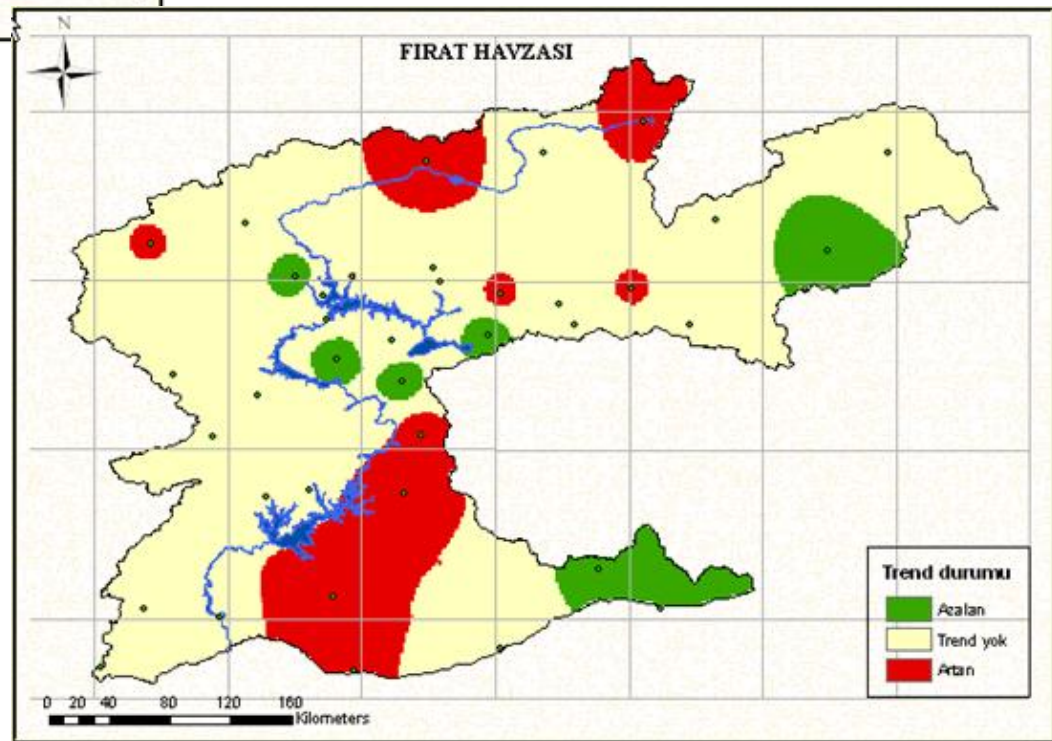 N
FIRAT HAVZASI
Trend durumu
Azalan
Trend yok
Artan
0 20 40 80 120 160
Kilometers